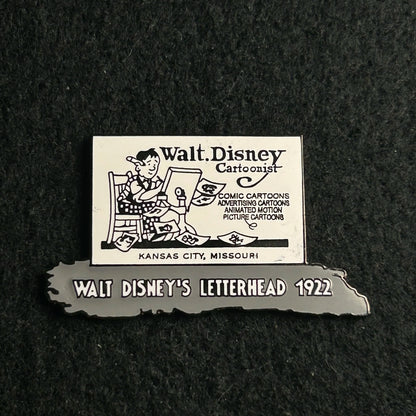 Walt. Disney
Cartoonist
COMIC CARTOONS
ADVERTISING CARTOONS
ANIMATED MOTION
PICTURE CARTOONS
KANSAS CITY, MISSOURI
WALT DISNEY'S LETTERHEAD 1922